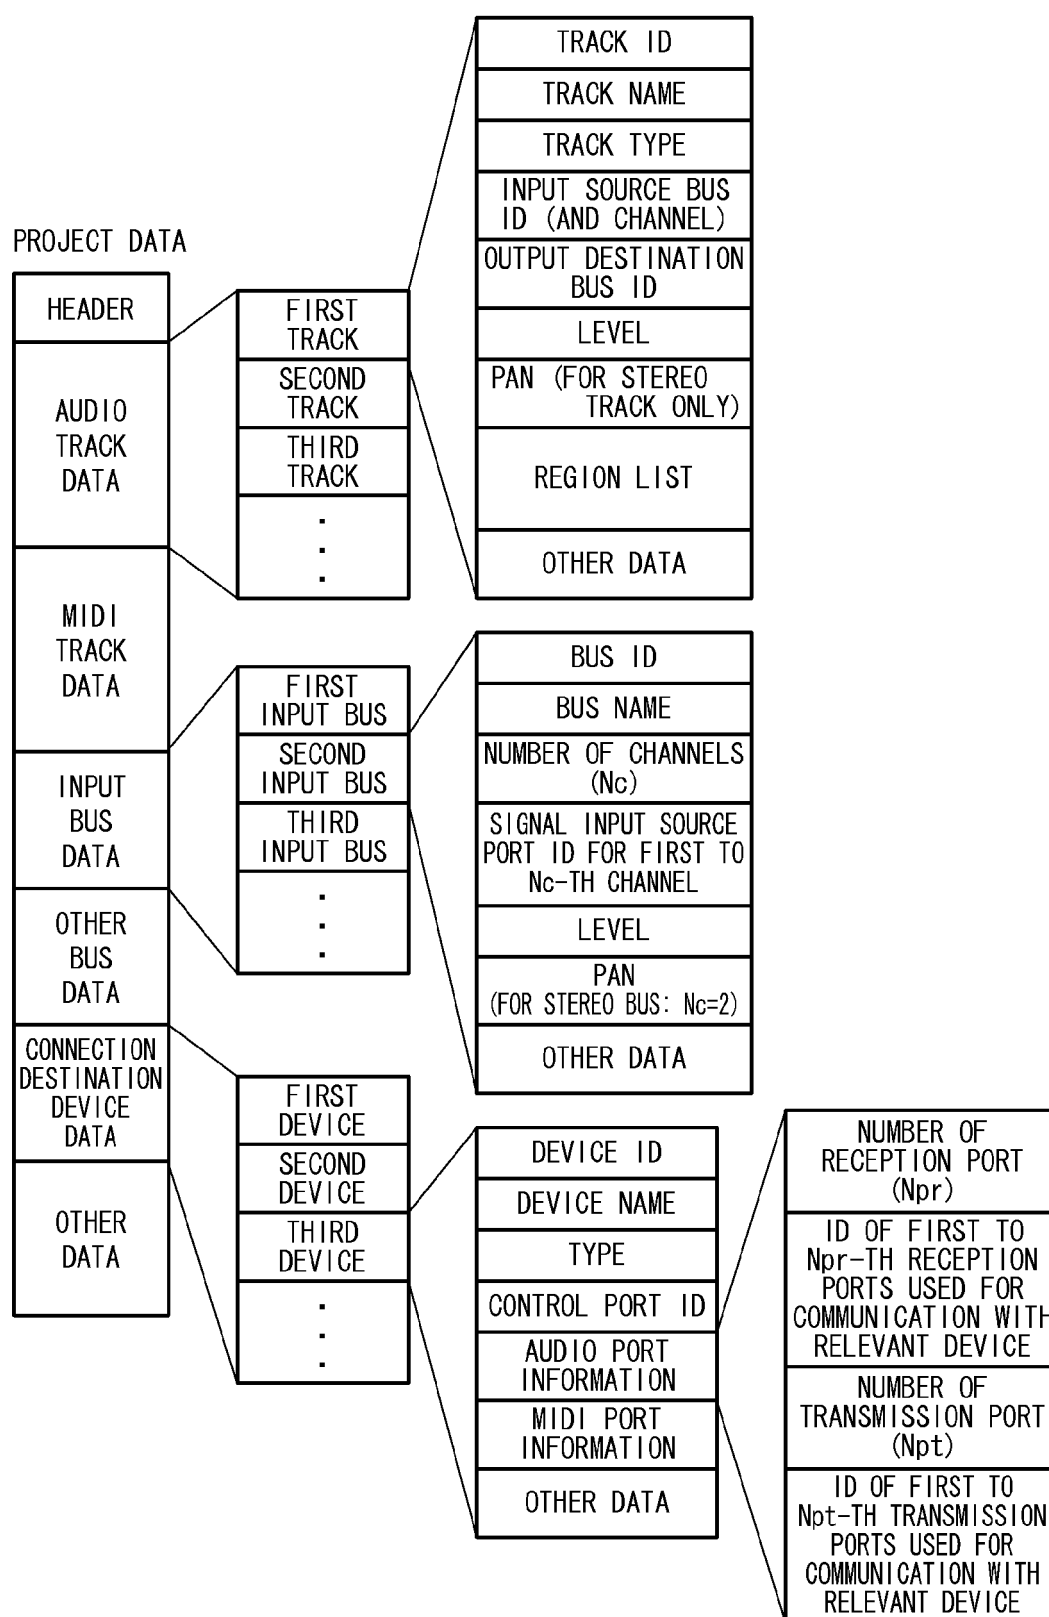 PROJECT DATA
HEADER
AUDIO
TRACK
DATA
MIDI
TRACK
DATA
INPUT
BUS
DATA
OTHER
BUS
DATA
CONNECTION
DESTINATION
DEVICE
DATA
OTHER
DATA
FIRST
TRACK
SECOND
TRACK
THIRD
TRACK
TRACK ID
TRACK NAME
TRACK TYPE
INPUT SOURCE BUS
ID (AND CHANNEL)
OUTPUT DESTINATION
BUS ID
LEVEL
PAN (FOR STEREO
TRACK ONLY)
REGION LIST
OTHER DATA
FIRST
INPUT BUS
SECOND
INPUT BUS
THIRD
INPUT BUS
BUS ID
BUS NAME
NUMBER OF CHANNELS
(Nc)
SIGNAL INPUT SOURCE
PORT ID FOR FIRST TO
Nc-TH CHANNEL
LEVEL
PAN
(FOR STEREO BUS: Nc=2)
OTHER DATA
FIRST
DEVICE
SECOND
DEVICE
THIRD
DEVICE
DEVICE ID
DEVICE NAME
TYPE
CONTROL PORT ID
AUDIO PORT
INFORMATION
MIDI PORT
INFORMATION
OTHER DATA
NUMBER OF
RECEPTION PORT
(Npr)
ID OF FIRST TO
Npr-TH RECEPTION
PORTS USED FOR
COMMUNICATION WITH
RELEVANT DEVICE
NUMBER OF
TRANSMISSION PORT
(Npt)
ID OF FIRST TO
Npt-TH TRANSMISSION
PORTS USED FOR
COMMUNICATION WITH
RELEVANT DEVICE